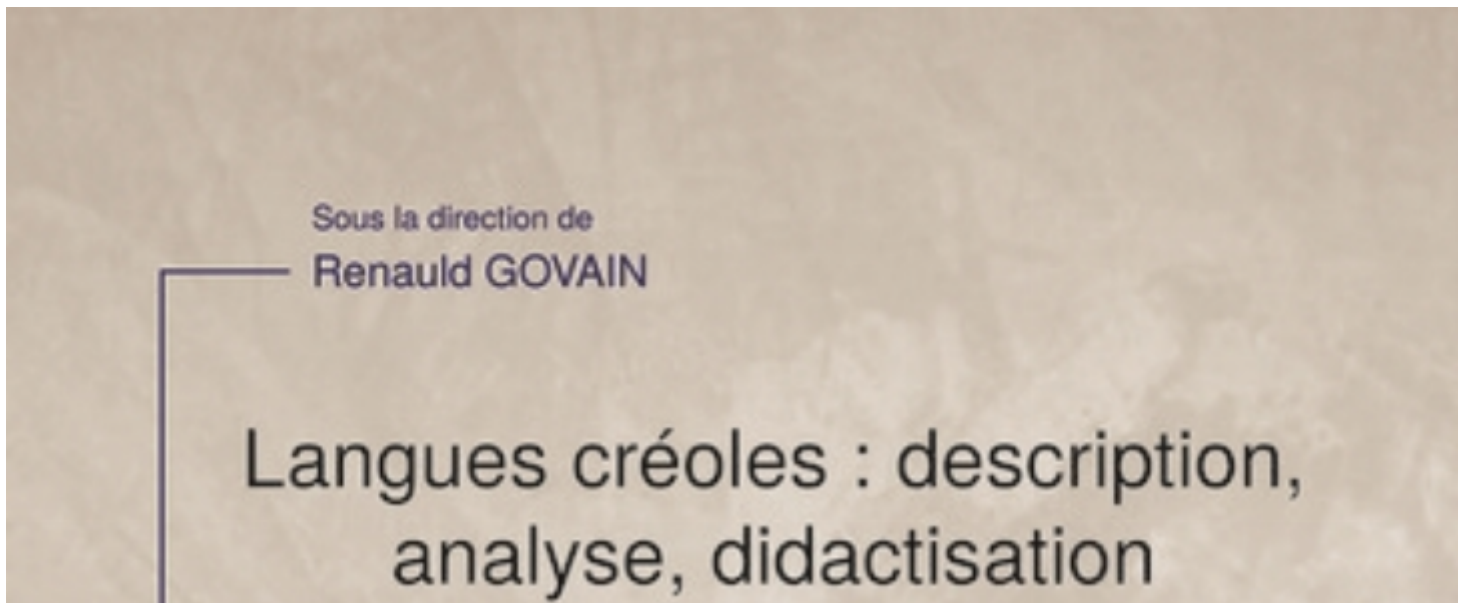 Sous la direction de
Renauld GOVAIN
Langues créoles : description,
analyse, didactisation